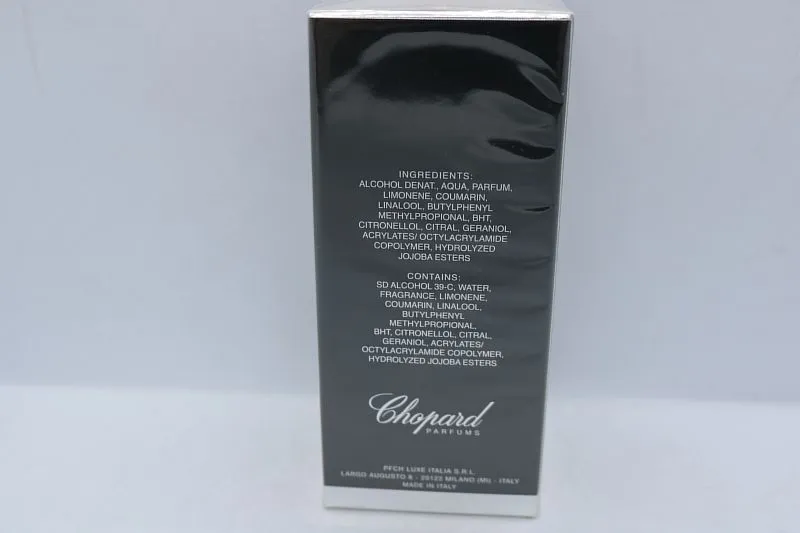 INGREDIENTS:
ALCOHOL DENAT., AQUA, PARFUM,
LIMONENE, COUMARIN,
LINALOOL, BUTYLPHENYL
METHYLPROPIONAL, BHT,
CITRONELLOL, CITRAL, GERANIOL,
ACRYLATES/ OCTYLACRYLAMIDE
COPOLYMER, HYDROLYZED
JOJOBA ESTERS
CONTAINS:
SD ALCOHOL 39-C, WATER,
FRAGRANCE, LIMONENE,
COUMARIN, LINALOOL,
BUTYLPHENYL
METHYLPROPIONAL,
BHT, CITRONELLOL, CITRAL,
GERANIOL, ACRYLATES/
OCTYLACRYLAMIDE COPOLYMER,
HYDROLYZED JOJOBA ESTERS
Chopard
PARFUMS
PFCH LUXE ITALIA S.R.L.
LARGO AUGUSTO 8 - 20122 MILANO (MI) - ITALY
MADE IN ITALY